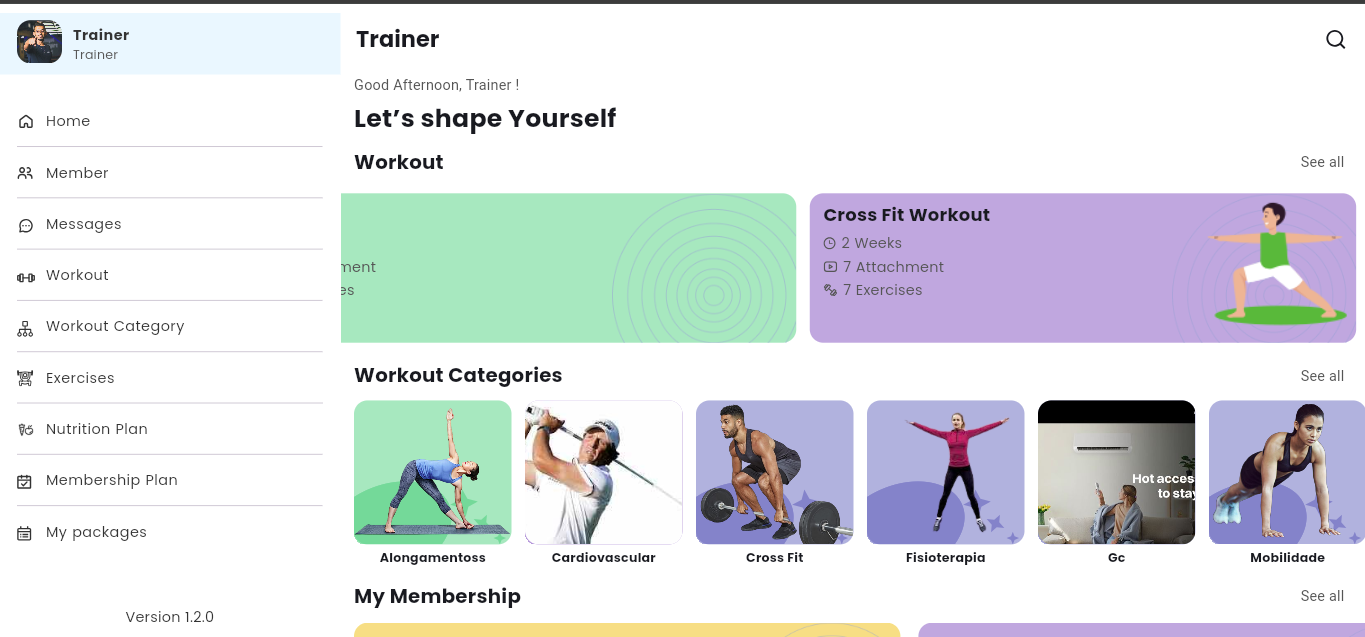 Trainer
Trainer
Home
Member
Messages
Workout
Workout Category
Exercises
Nutrition Plan
Membership Plan
My packages
Version 1.2.0
Trainer
Good Afternoon, Trainer !
Let’s shape Yourself
Workout
See all
ment
es
Cross Fit Workout
2 Weeks
7 Attachment
7 Exercises
Workout Categories
See all
Hot acces
to stay
Alongamentoss
Cardiovascular
Cross Fit
Fisioterapia
Gc
Mobilidade
My Membership
See all